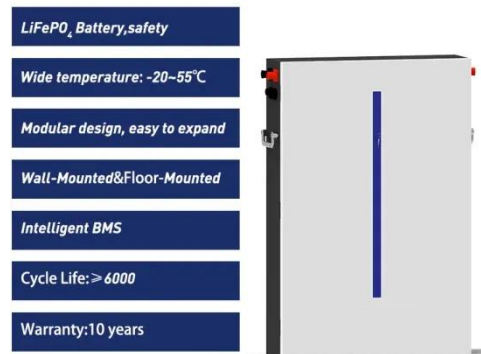 LiFePO₄ Battery,safety
Wide temperature: -20~55℃
Modular design, easy to expand
Wall-Mounted&Floor-Mounted
Intelligent BMS
Cycle Life:≥6000
Warranty:10 years